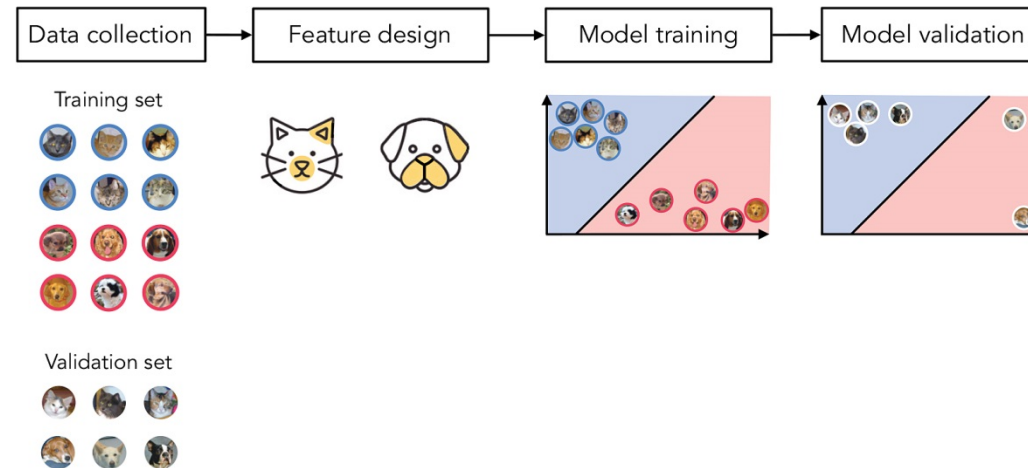 Data collection
Feature design
Model training
Model validation
Training set
Validation set